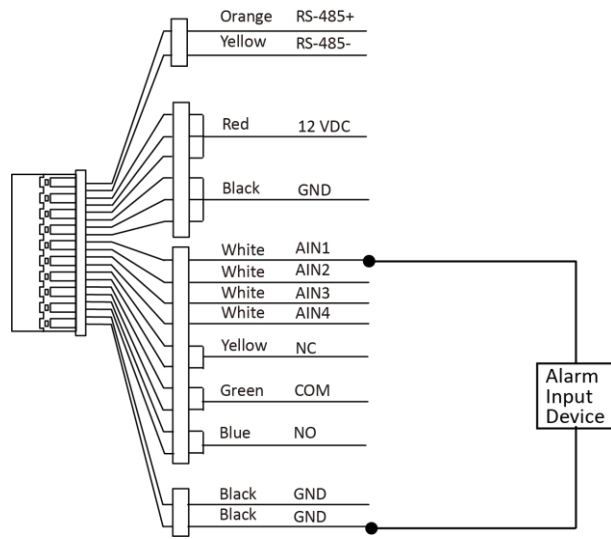 Orange RS-485+
Yellow RS-485-
Red 12 VDC
Black GND
White AIN1
White AIN2
White AIN3
White AIN4
Yellow NC
Green COM
Blue NO
Black GND
Black GND
Alarm
Input
Device